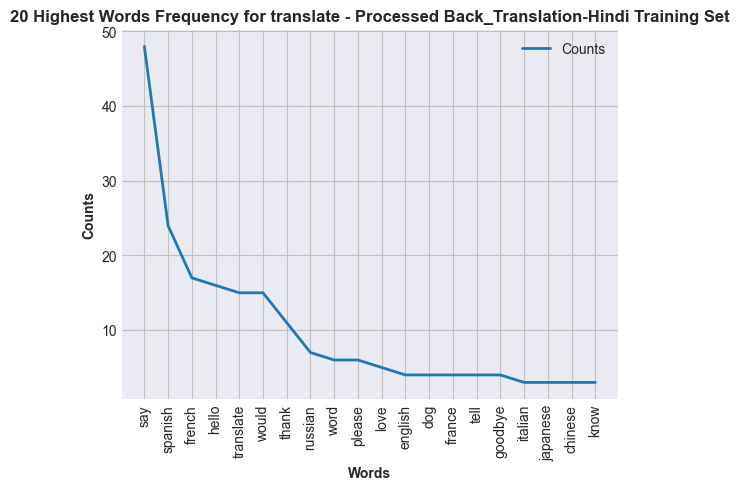 20 Highest Words Frequency for translate - Processed Back_Translation-Hindi Training Set
Counts
50
40
30
20
10
Counts
say
spanish
french
hello
translate
would
thank
russian
word
please
love
english
dog
france
tell
goodbye
italian
japanese
chinese
know
Words